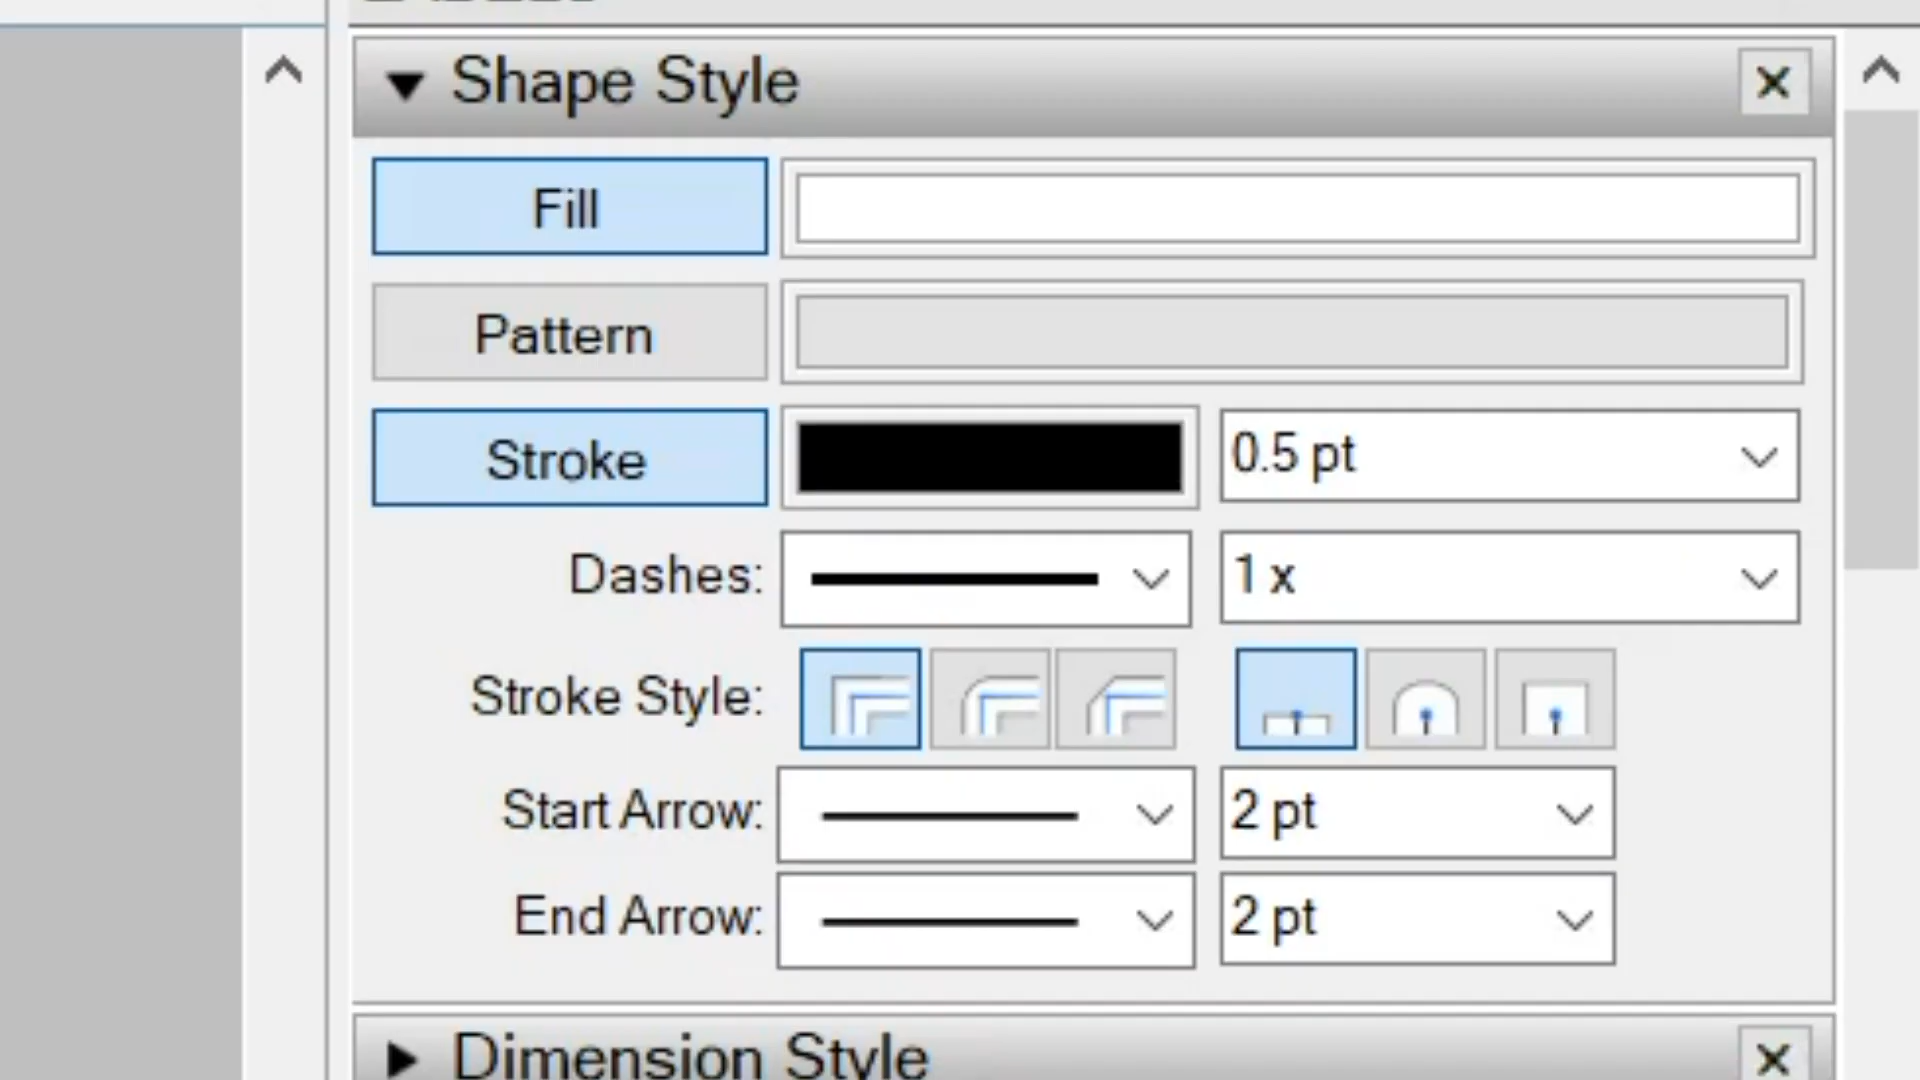 Shape Style
Fill
Pattern
Stroke
0.5 pt
Dashes:
1 x
Stroke Style:
Start Arrow:
2 pt
End Arrow:
2 pt
Dimension Style